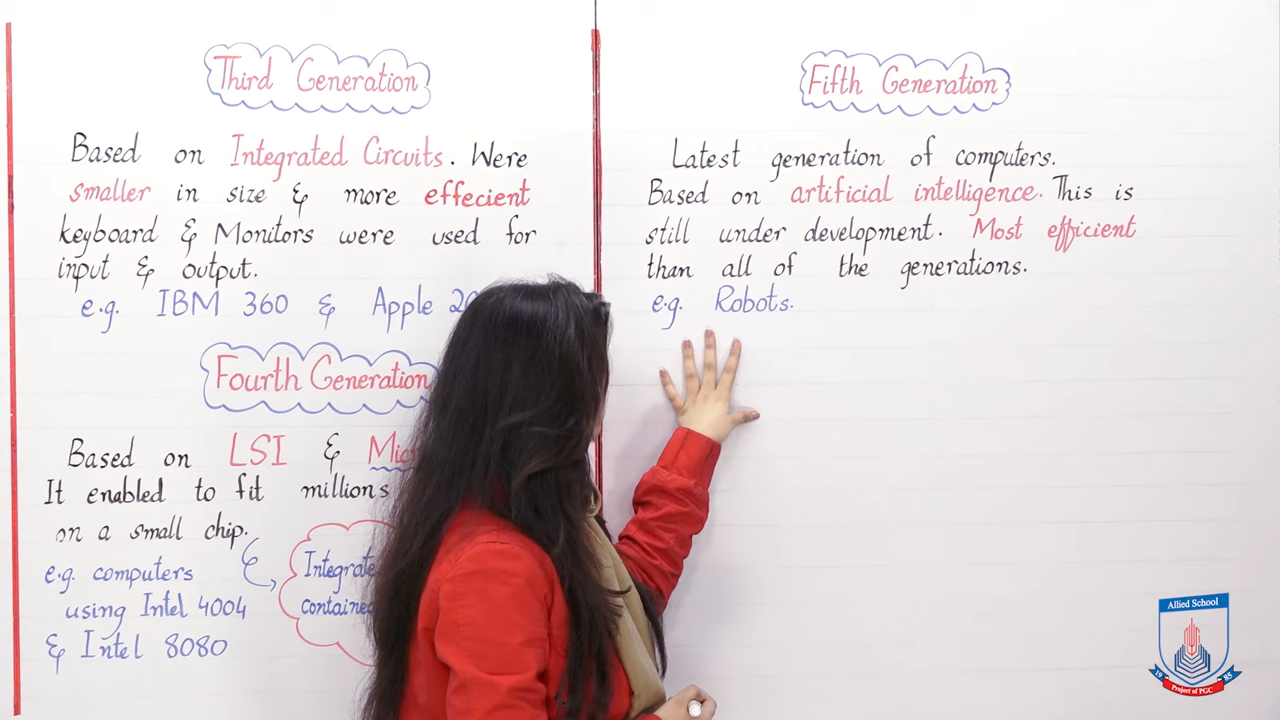 Third Generation
Based on Integrated Circuits. Were
smaller in size & more effecient
keyboard & Monitors were used for
input & output.
e.g. IBM 360 & Apple
Fourth Generation
Based on LSI &
It enabled to fit millions
on a small chip.
e.g. computers
using Intel 4004
& Intel 8080
Fifth Generation
Latest generation of computers.
Based on artificial intelligence. This is
still under development. Most efficient
than all of the generations.
e.g. Robots.
Allied School
19 85
Project of PGC